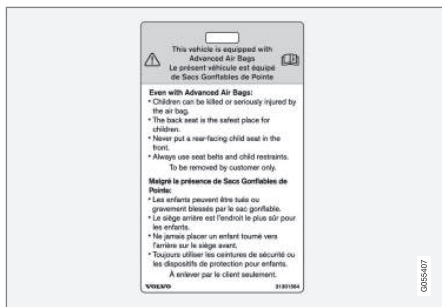 This vehicle is equipped with
Advanced Air Bags
Le présent véhicule est équipé
de Sacs Gonflables de Pointe
Even with Advanced Air Bags:
• Children can be killed or seriously injured by
the air bag.
• The back seat is the safest place for
children.
• Never put a rear-facing child seat in the
front.
• Always use seat belts and child restraints.
To be removed by customer only.
Malgré la présence de Sacs Gonflables de
Pointe:
• Les enfants peuvent être tués ou
gravement blessés par le sac gonflable.
• Le siège arrière est l'endroit le plus sûr pour
les enfants.
• Ne jamais placer un enfant tourné vers
l'arrière sur le siège avant.
• Toujours utiliser les ceintures de sécurité ou
les dispositifs de protection pour enfants.
À enlever par le client seulement.
VOLVO 31301564
G055407